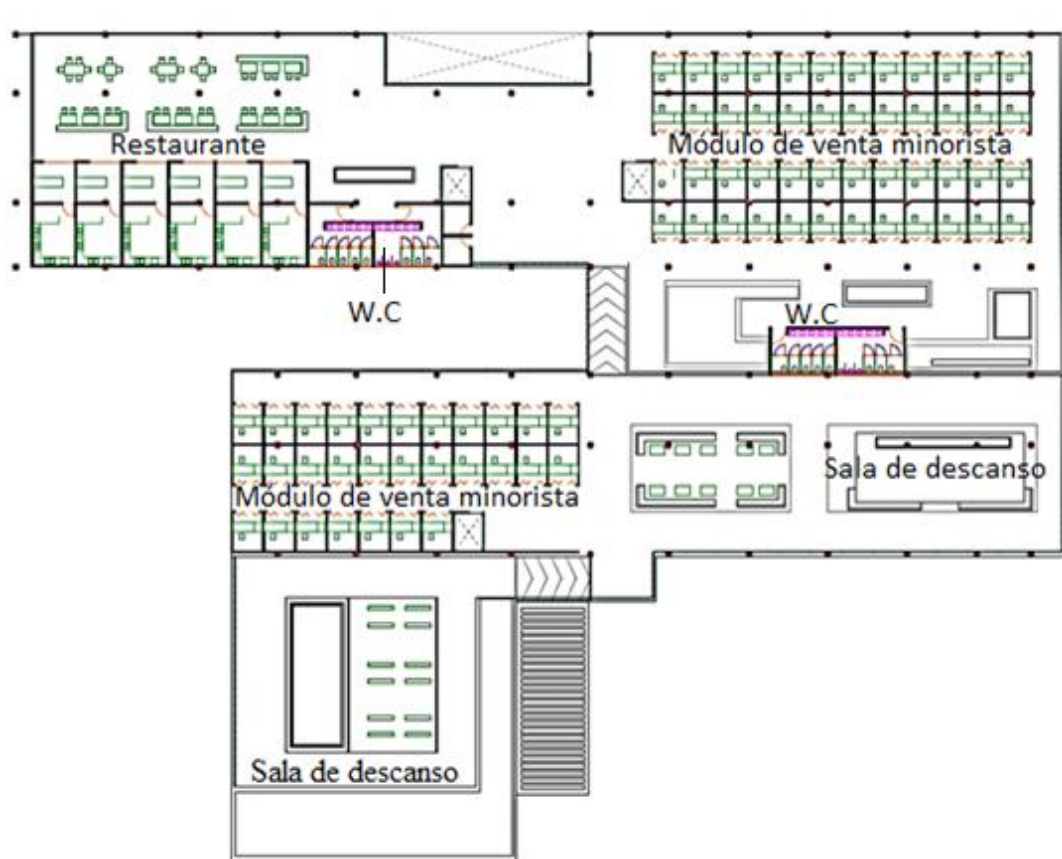 Restaurante
Módulo de venta minorista
W.C
W.C
Sala de descanso
Módulo de venta minorista
Sala de descanso